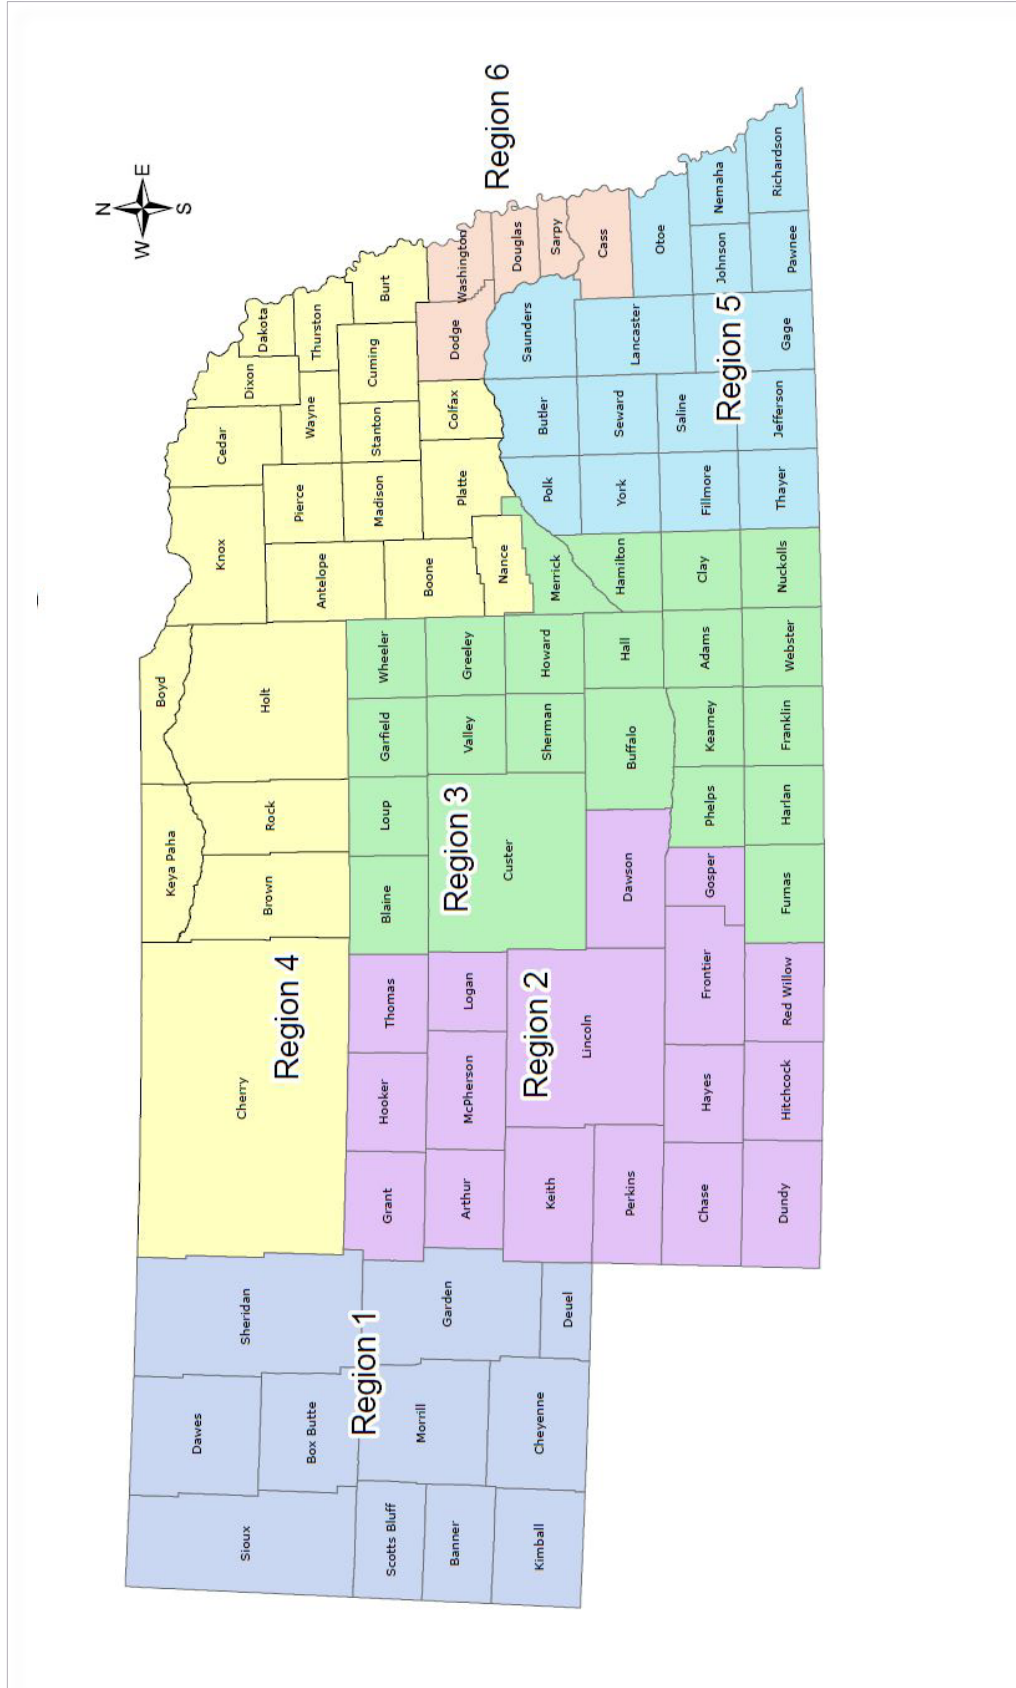 N
W
E
S
Region 6
Region 5
Region 4
Region 3
Region 2
Region 1
Sioux
Dawes
Sheridan
Box Butte
Scotts Bluff
Banner
Kimball
Morrill
Cheyenne
Garden
Deuel
Cherry
Keya Paha
Boyd
Brown
Rock
Holt
Knox
Cedar
Dixon
Dakota
Thurston
Wayne
Pierce
Antelope
Madison
Stanton
Cuming
Burt
Boone
Platte
Colfax
Nance
Grant
Hooker
Thomas
Arthur
McPherson
Logan
Keith
Lincoln
Perkins
Dawson
Gosper
Frontier
Hayes
Chase
Dundy
Hitchcock
Red Willow
Blaine
Loup
Garfield
Wheeler
Custer
Valley
Greeley
Sherman
Howard
Merrick
Buffalo
Hall
Hamilton
Phelps
Kearney
Adams
Clay
Furnas
Harlan
Franklin
Webster
Nuckolls
Dodge
Washington
Douglas
Sarpy
Cass
Saunders
Butler
Polk
York
Seward
Lancaster
Otoe
Fillmore
Saline
Johnson
Nemaha
Thayer
Jefferson
Gage
Pawnee
Richardson